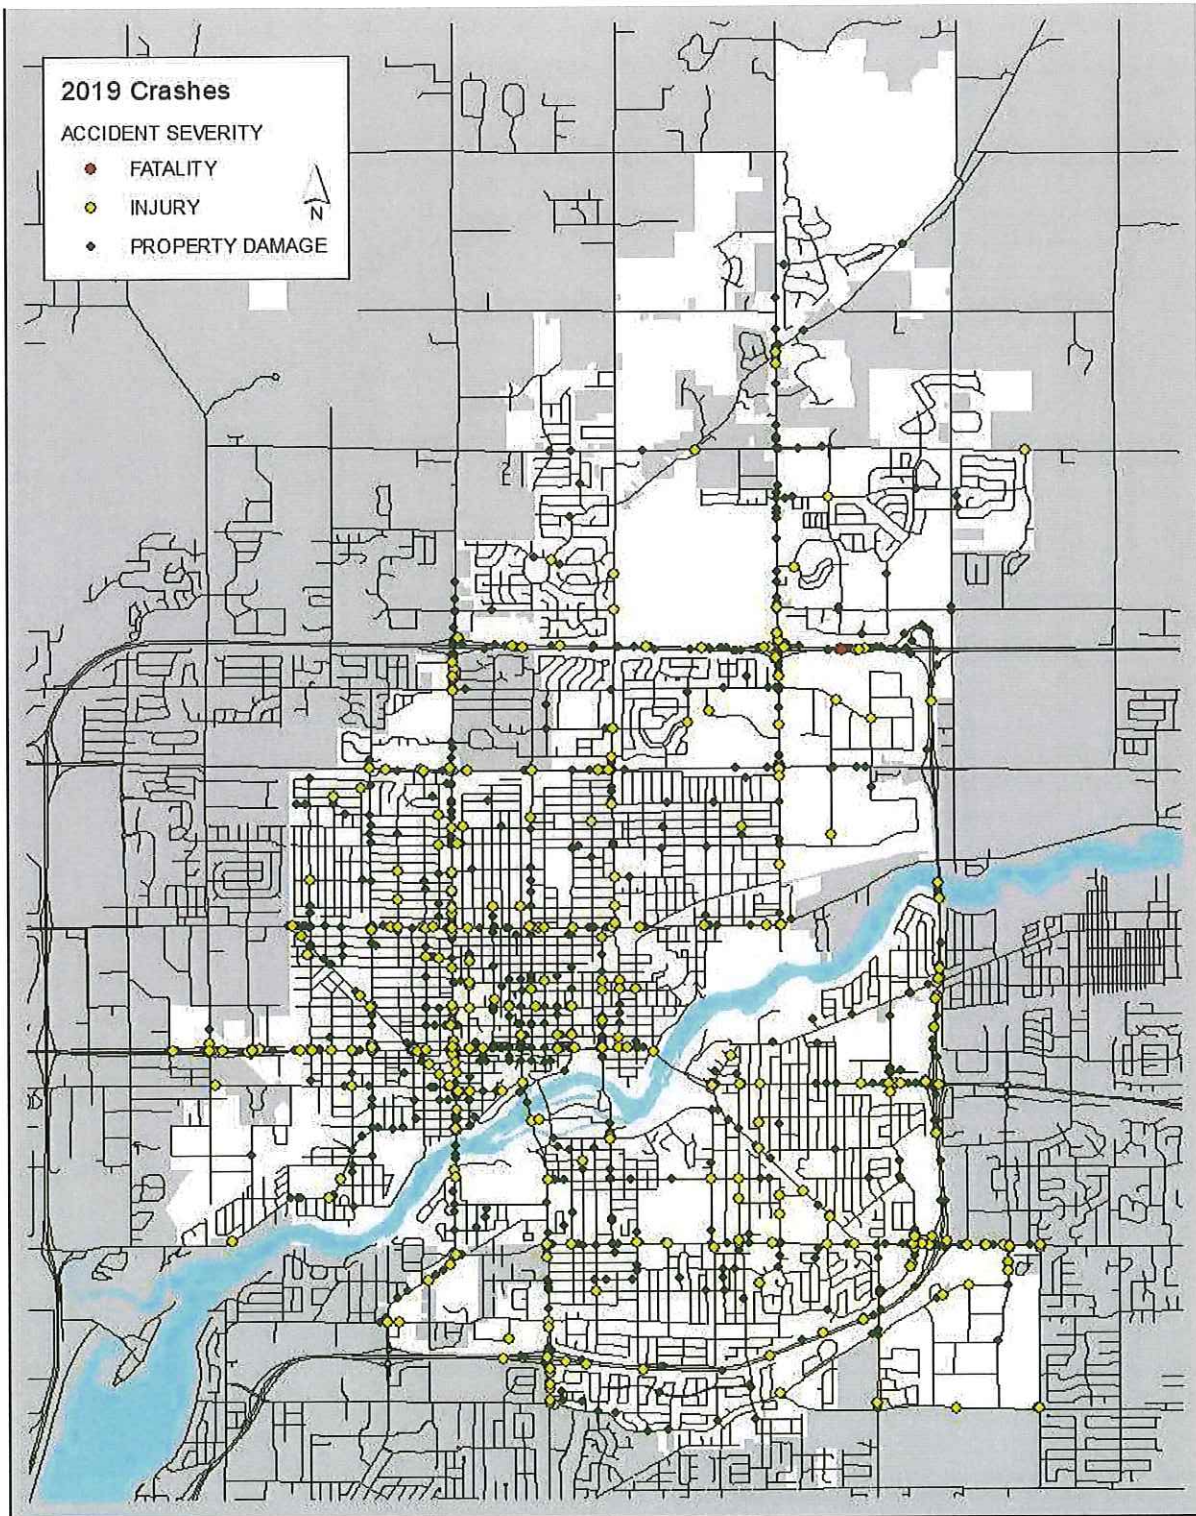 2019 Crashes
ACCIDENT SEVERITY
FATALITY
INJURY
PROPERTY DAMAGE
N